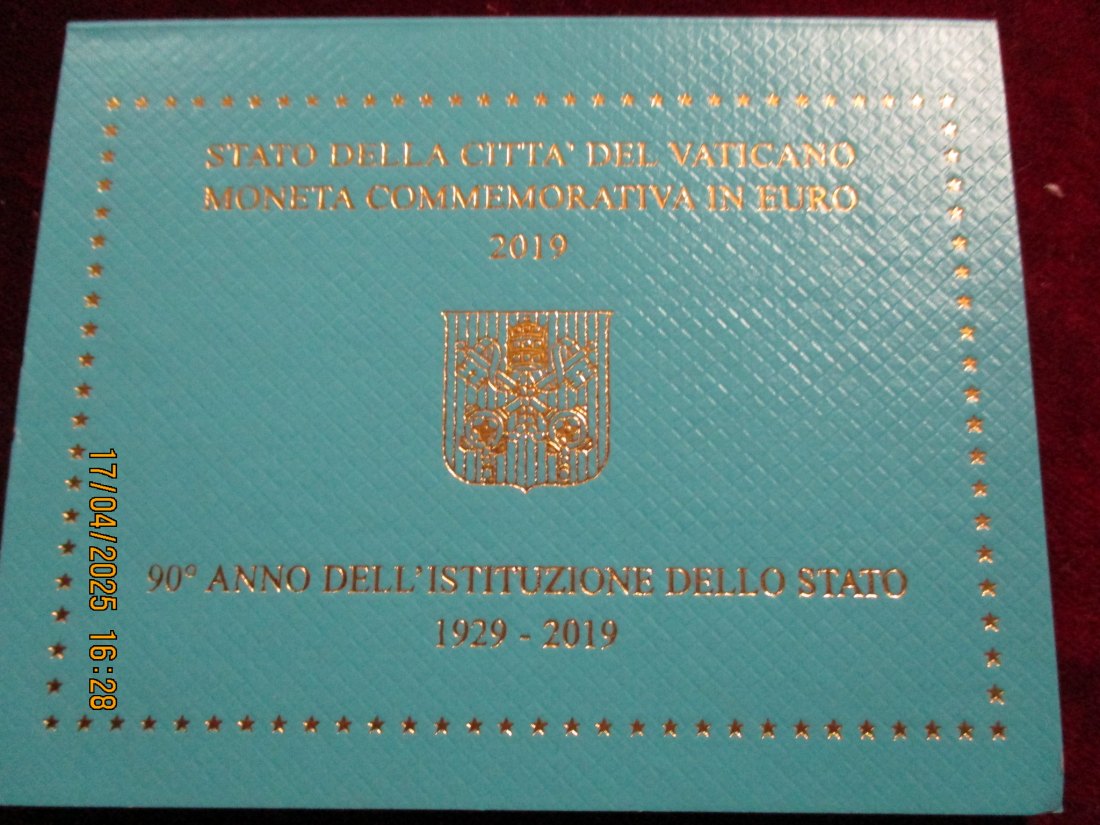 STATO DELLA CITTA' DEL VATICANO
MONETA COMMEMORATIVA IN EURO
2019
90° ANNO DELL'ISTITUZIONE DELLO STATO
1929 - 2019
17/04/2025 16:28